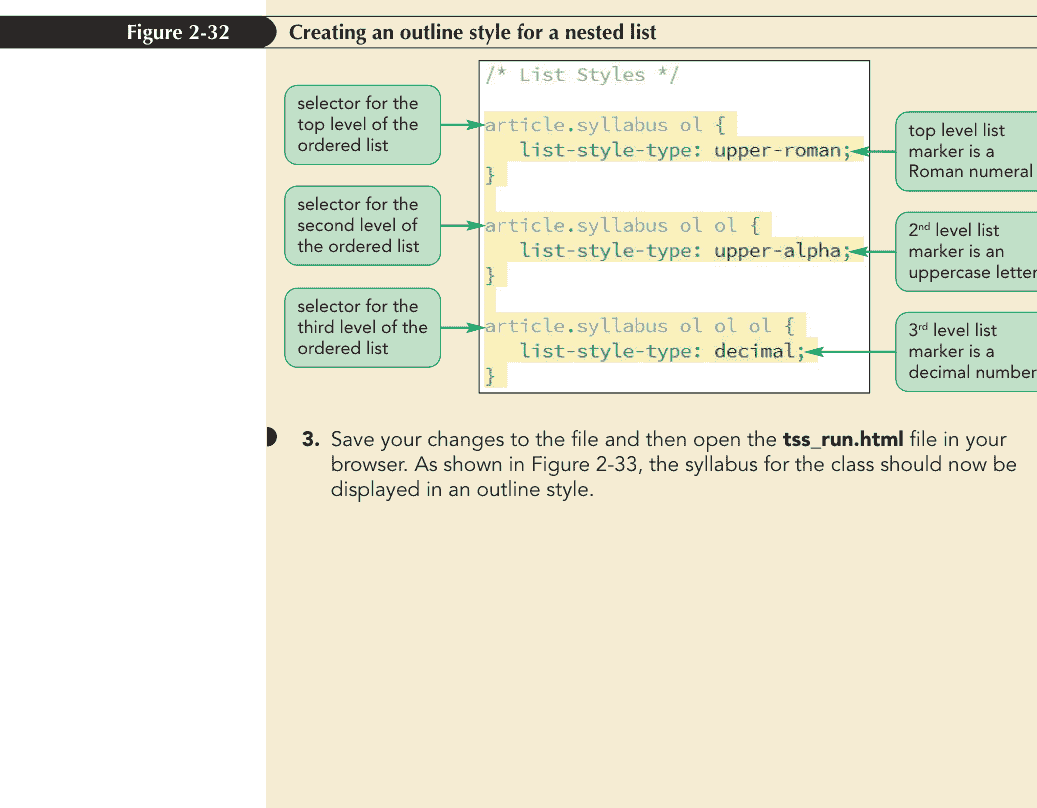 Figure 2-32
Creating an outline style for a nested list
/* List Styles */
selector for the
top level of the
ordered list
article.syllabus ol {
list-style-type: upper-roman;
}
top level list
marker is a
Roman numeral
selector for the
second level of
the ordered list
article.syllabus ol ol {
list-style-type: upper-alpha;
}
2nd level list
marker is an
uppercase letter
selector for the
third level of the
ordered list
article.syllabus ol ol ol {
list-style-type: decimal;
}
3rd level list
marker is a
decimal number
3. Save your changes to the file and then open the tss_run.html file in your
browser. As shown in Figure 2-33, the syllabus for the class should now be
displayed in an outline style.